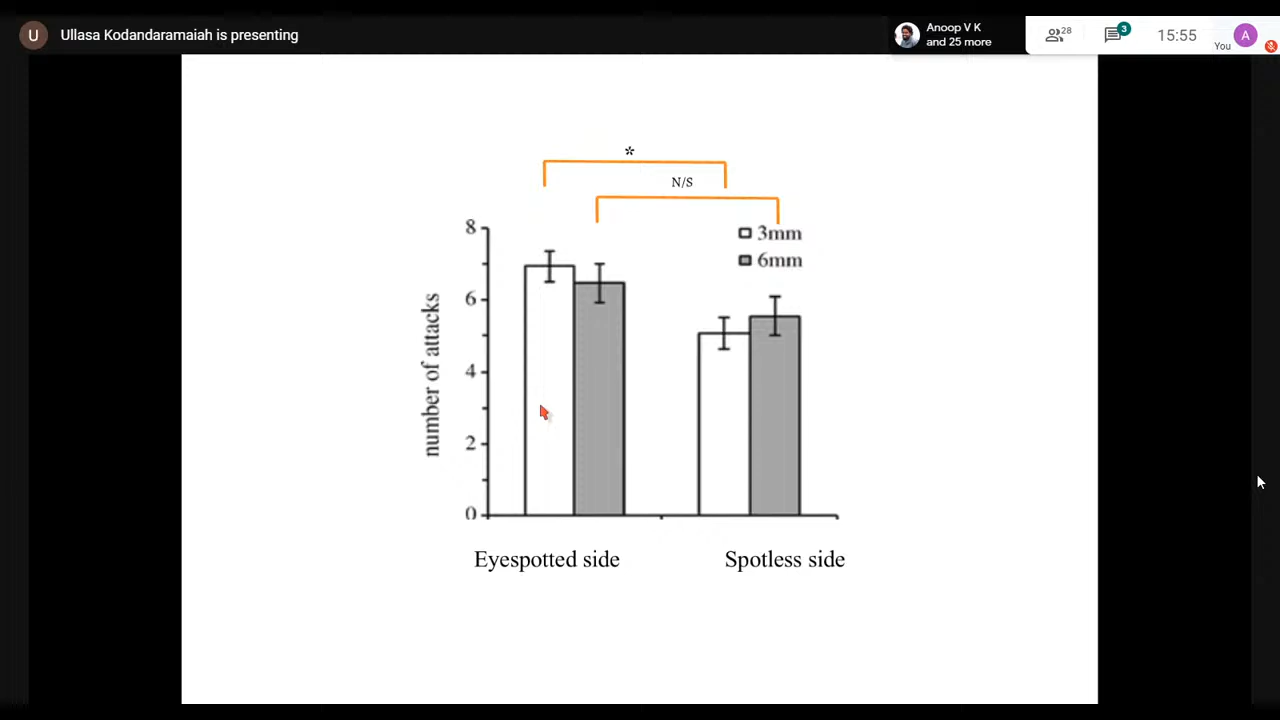 U
Ullasa Kodandaramaiah is presenting
Anoop V K
and 25 more
28
3
15:55
You
A
*
N/S
8
3mm
6mm
6
4
2
0
number of attacks
Eyespotted side
Spotless side